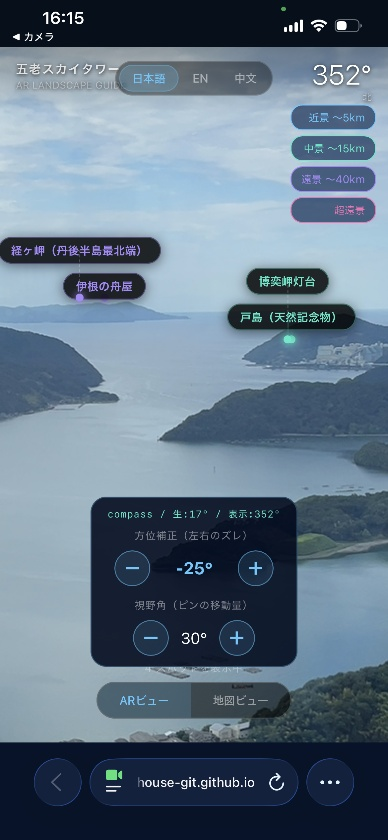 16:15
◀ カメラ
五老スカイタワー
AR LANDSCAPE GUIDE
日本語 EN 中文
352°
北
近景 〜5km
中景 〜15km
遠景 〜40km
超遠景
経ヶ岬（丹後半島最北端）
伊根の舟屋
博奕岬灯台
戸島（天然記念物）
compass / 生:17° / 表示:352°
方位補正（左右のズレ）
− -25° +
視野角（ピンの移動量）
− 30° +
ARビュー 地図ビュー
house-git.github.io